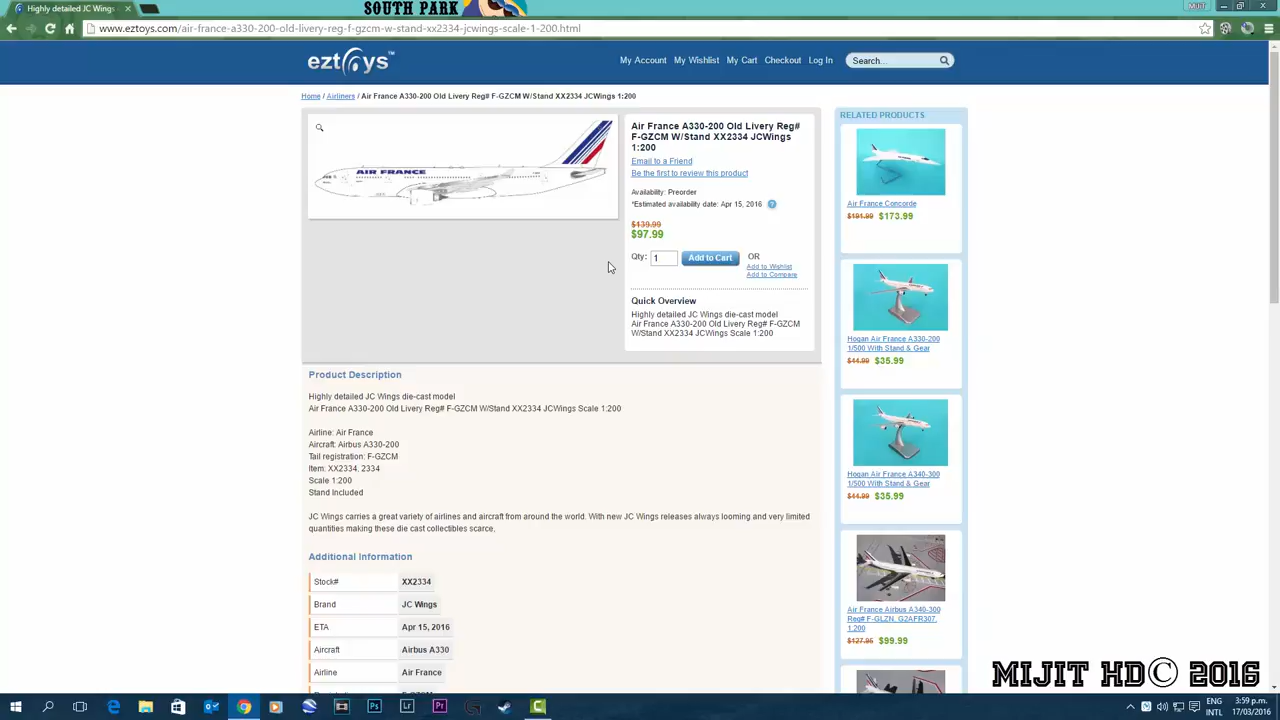 SOUTH PARK
Mijit
Highly detailed JC Wings
www.eztoys.com/air-france-a330-200-old-livery-reg-f-gzcm-w-stand-xx2334-jcwings-scale-1-200.html
eztoys™
My Account My Wishlist My Cart Checkout Log In Search...
Home / Airliners / Air France A330-200 Old Livery Reg# F-GZCM W/Stand XX2334 JCWings 1:200
AIR FRANCE
Air France A330-200 Old Livery Reg#
F-GZCM W/Stand XX2334 JCWings
1:200
Email to a Friend
Be the first to review this product
Availability: Preorder
*Estimated availability date: Apr 15, 2016 ?
$139.99
$97.99
Qty: 1 Add to Cart OR
Add to Wishlist
Add to Compare
Quick Overview
Highly detailed JC Wings die-cast model
Air France A330-200 Old Livery Reg# F-GZCM
W/Stand XX2334 JCWings Scale 1:200
Product Description
Highly detailed JC Wings die-cast model
Air France A330-200 Old Livery Reg# F-GZCM W/Stand XX2334 JCWings Scale 1:200
Airline: Air France
Aircraft: Airbus A330-200
Tail registration: F-GZCM
Item: XX2334, 2334
Scale 1:200
Stand Included
JC Wings carries a great variety of airlines and aircraft from around the world. With new JC Wings releases always looming and very limited
quantities making these die cast collectibles scarce.
Additional Information
Stock# XX2334
Brand JC Wings
ETA Apr 15, 2016
Aircraft Airbus A330
Airline Air France
RELATED PRODUCTS
Air France Concorde
$191.99 $173.99
Hogan Air France A330-200
1/500 With Stand & Gear
$44.99 $35.99
Hogan Air France A340-300
1/500 With Stand & Gear
$44.99 $35.99
Air France Airbus A340-300
Reg# F-GLZN, G2AFR307,
1:200
$127.95 $99.99
MIJIT HD© 2016
ENG
INTL
3:59 p.m.
17/03/2016